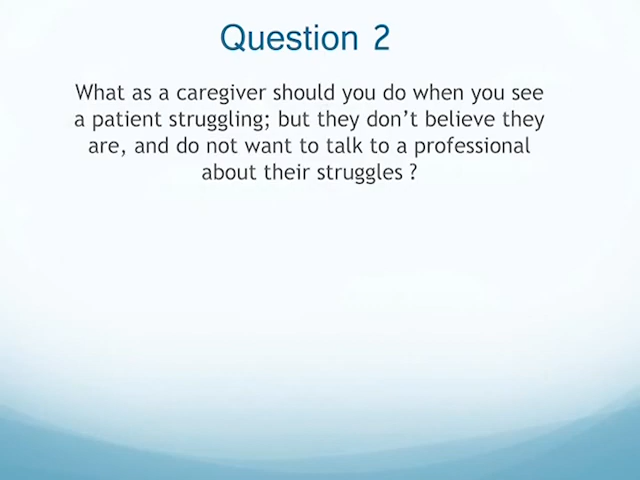 Question 2
What as a caregiver should you do when you see
a patient struggling; but they don’t believe they
are, and do not want to talk to a professional
about their struggles ?